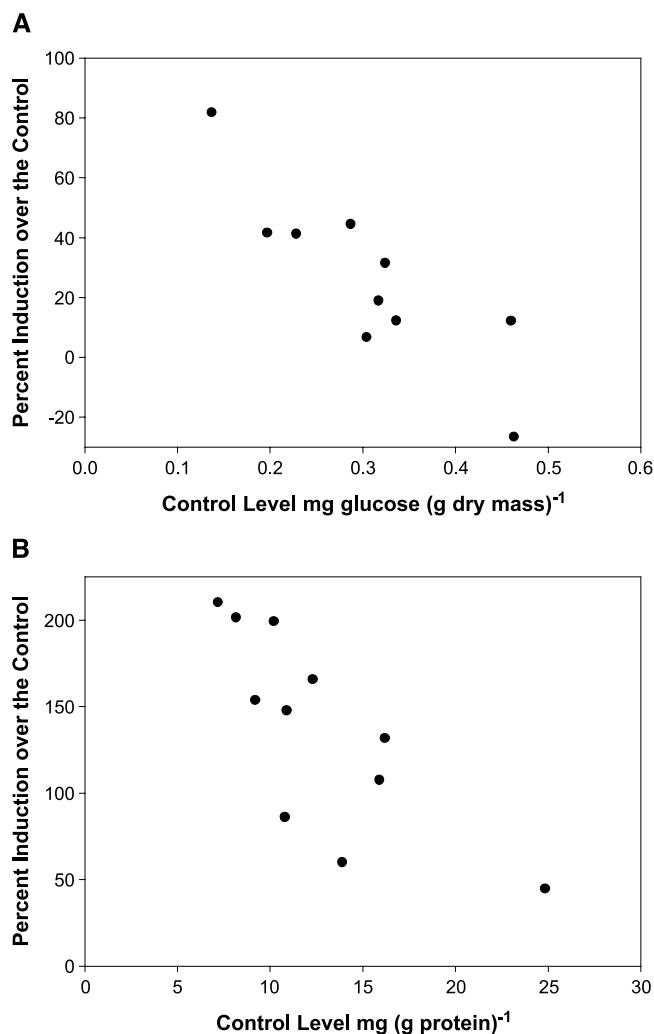 A
Percent Induction over the Control
100
80
60
40
20
0
-20
0.0 0.1 0.2 0.3 0.4 0.5 0.6
Control Level mg glucose (g dry mass)⁻¹
B
Percent Induction over the Control
200
150
100
50
0
0 5 10 15 20 25 30
Control Level mg (g protein)⁻¹